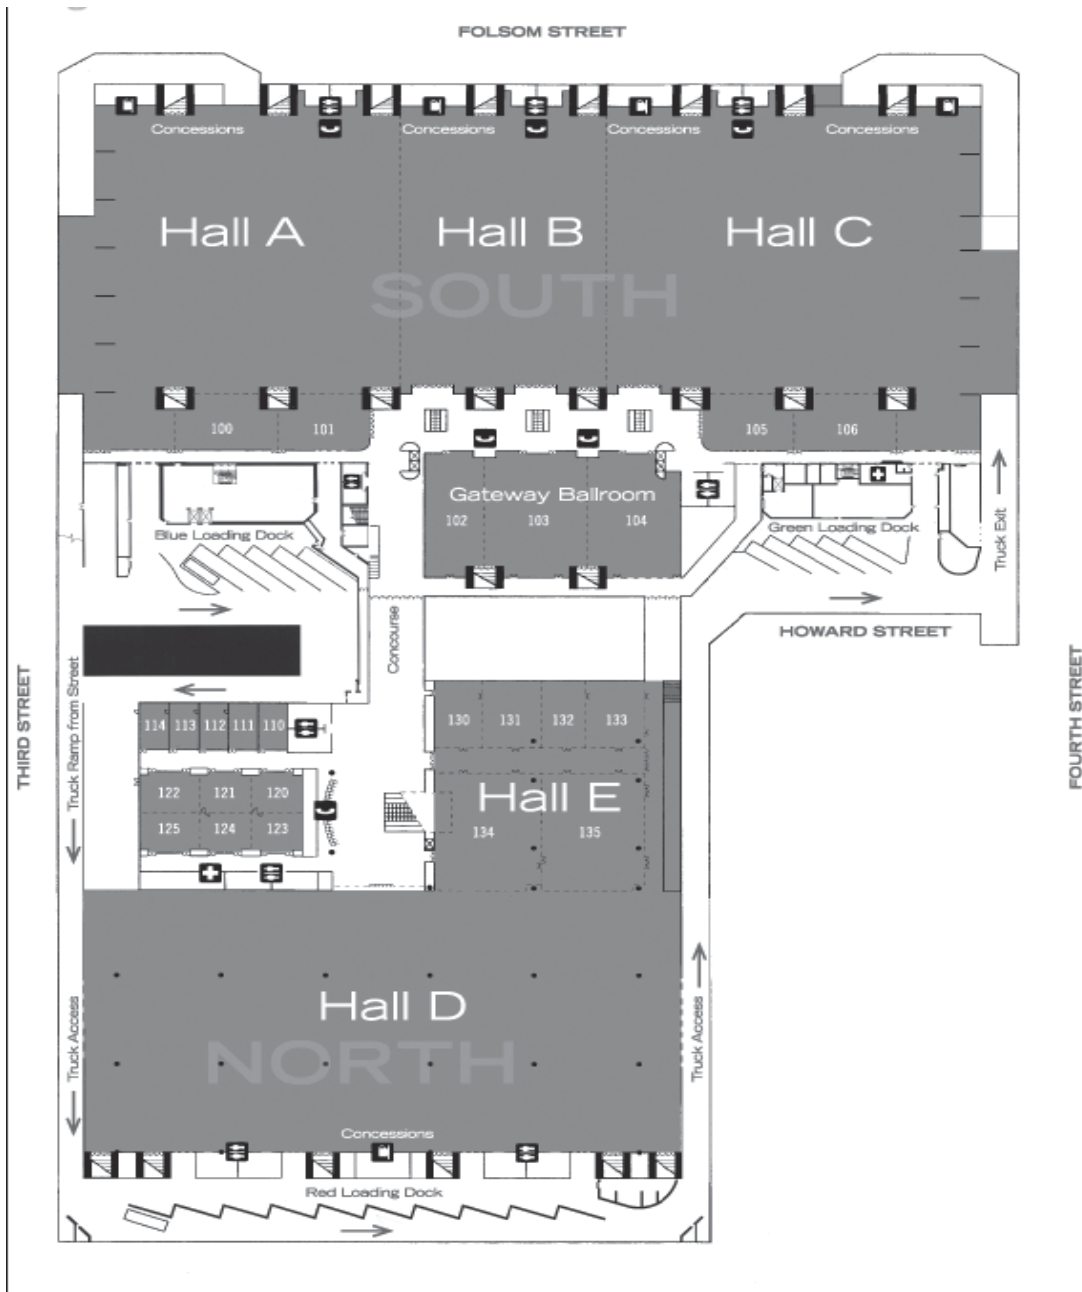 FOLSOM STREET
Concessions
Concessions
Concessions
Concessions
Hall A
Hall B
Hall C
SOUTH
100
101
105
106
Gateway Ballroom
102
103
104
Blue Loading Dock
Green Loading Dock
Truck Exit
Concourse
HOWARD STREET
THIRD STREET
Truck Ramp from Street
FOURTH STREET
114
113
112
111
110
130
131
132
133
122
121
120
125
124
123
Hall E
134
135
Hall D
NORTH
Truck Access
Truck Access
Concessions
Red Loading Dock